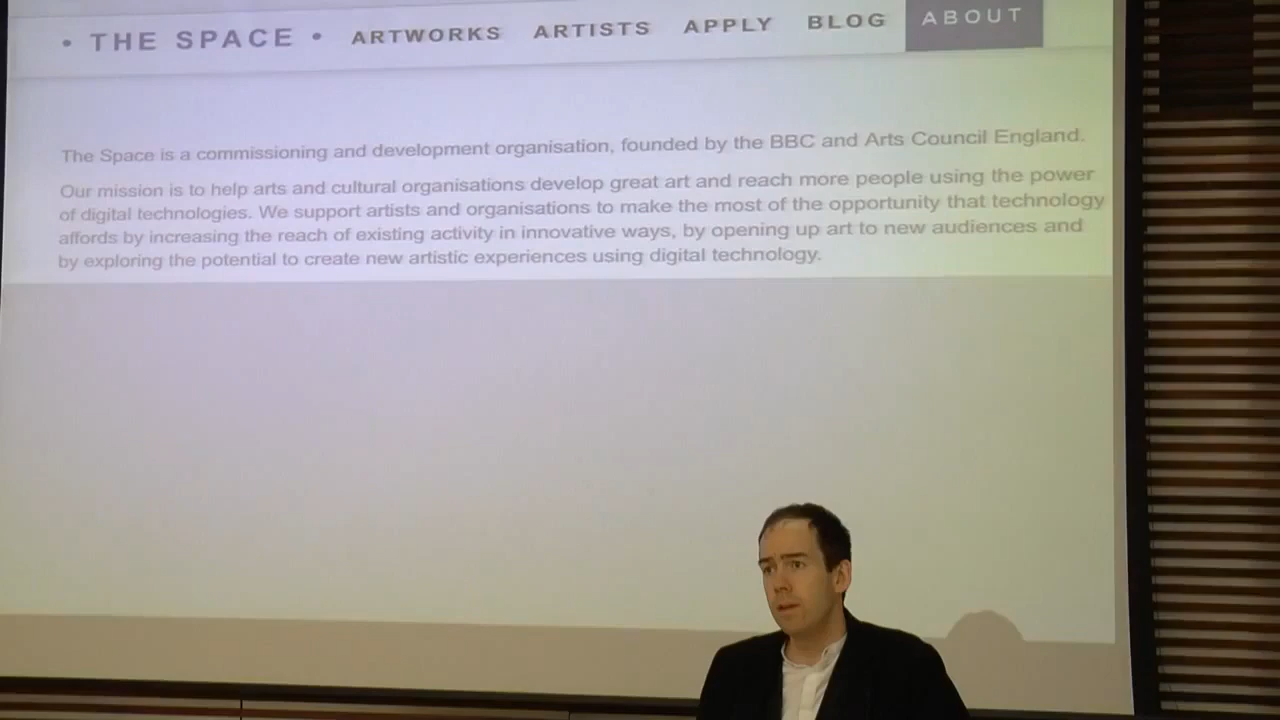 • THE SPACE • ARTWORKS ARTISTS APPLY BLOG ABOUT
The Space is a commissioning and development organisation, founded by the BBC and Arts Council England.
Our mission is to help arts and cultural organisations develop great art and reach more people using the power
of digital technologies. We support artists and organisations to make the most of the opportunity that technology
affords by increasing the reach of existing activity in innovative ways, by opening up art to new audiences and
by exploring the potential to create new artistic experiences using digital technology.